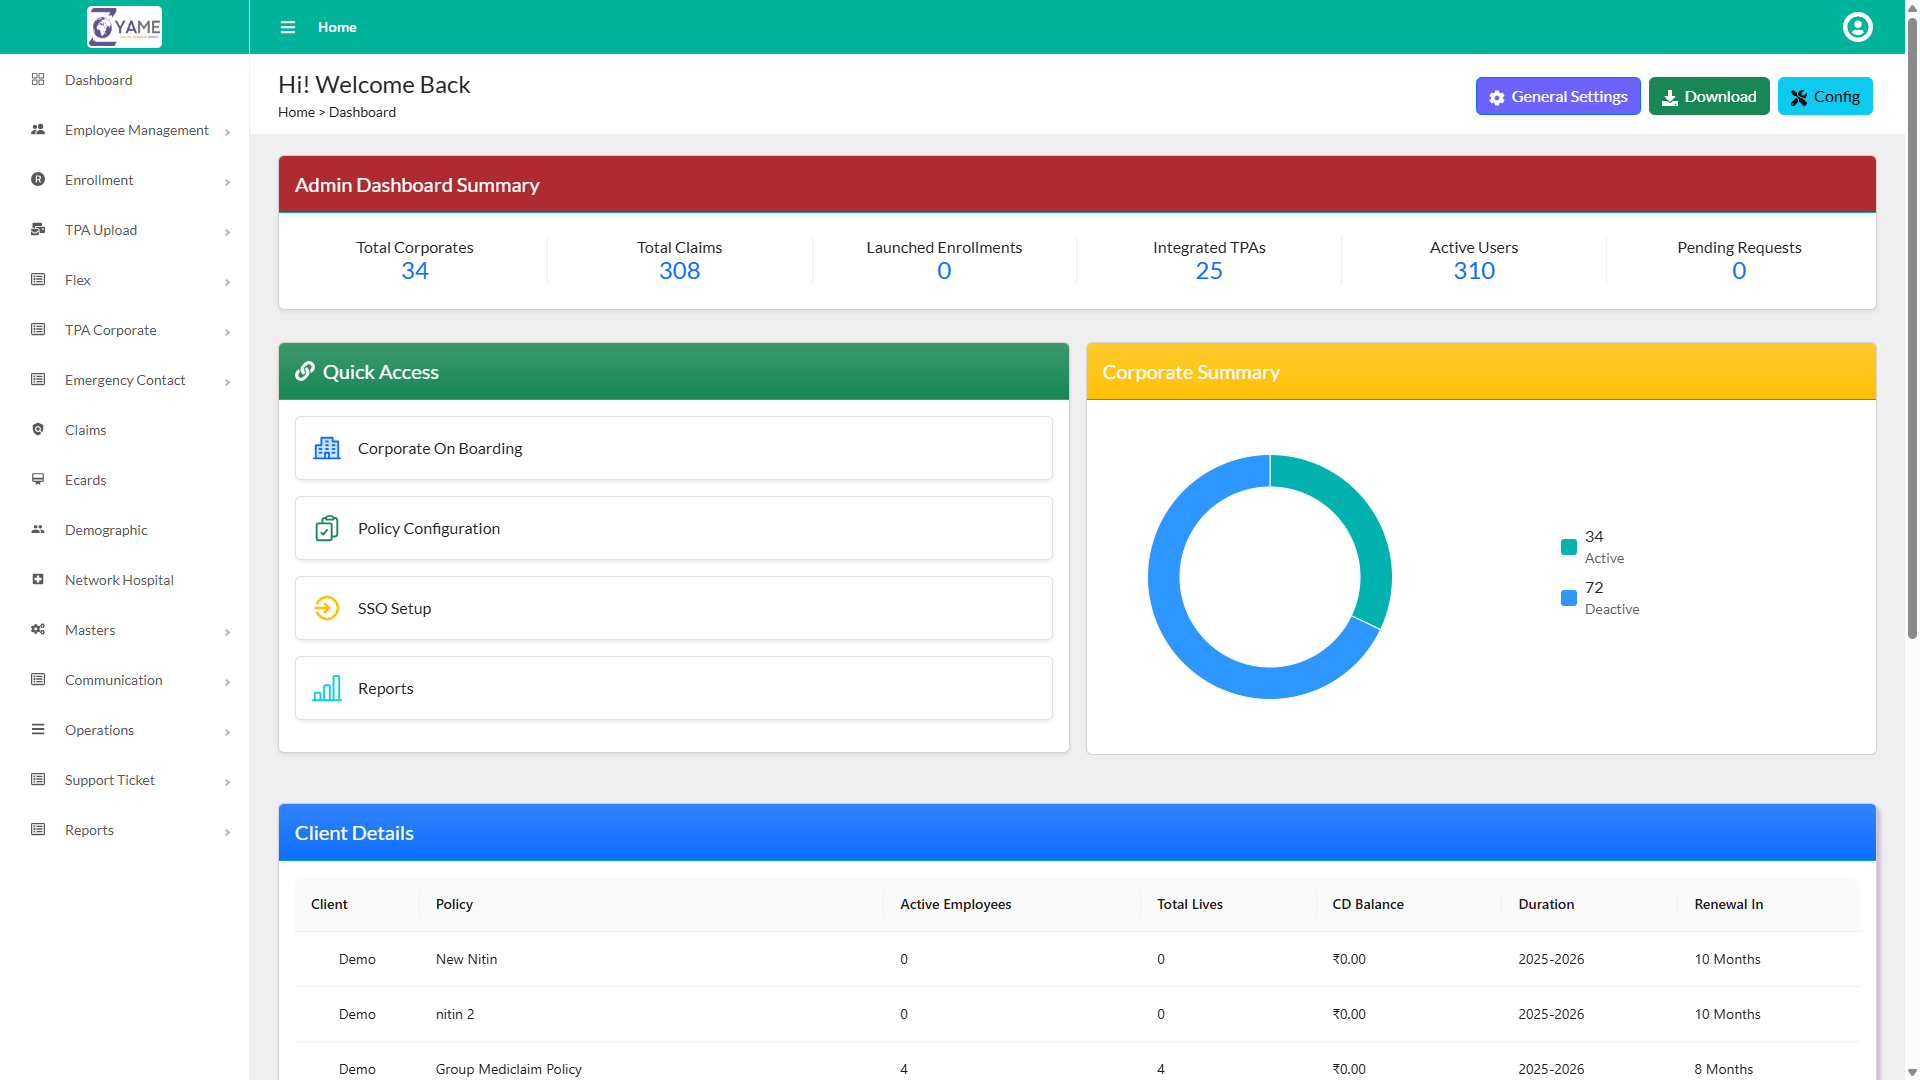 ZOYAME
Home
Dashboard
Employee Management
Enrollment
TPA Upload
Flex
TPA Corporate
Emergency Contact
Claims
Ecards
Demographic
Network Hospital
Masters
Communication
Operations
Support Ticket
Reports
Hi! Welcome Back
Home > Dashboard
General Settings
Download
Config
Admin Dashboard Summary
Total Corporates
34
Total Claims
308
Launched Enrollments
0
Integrated TPAs
25
Active Users
310
Pending Requests
0
Quick Access
Corporate On Boarding
Policy Configuration
SSO Setup
Reports
Corporate Summary
34
Active
72
Deactive
Client Details
Client Policy Active Employees Total Lives CD Balance Duration Renewal In
Demo New Nitin 0 0 ₹0.00 2025-2026 10 Months
Demo nitin 2 0 0 ₹0.00 2025-2026 10 Months
Demo Group Mediclaim Policy 4 4 ₹0.00 2025-2026 8 Months